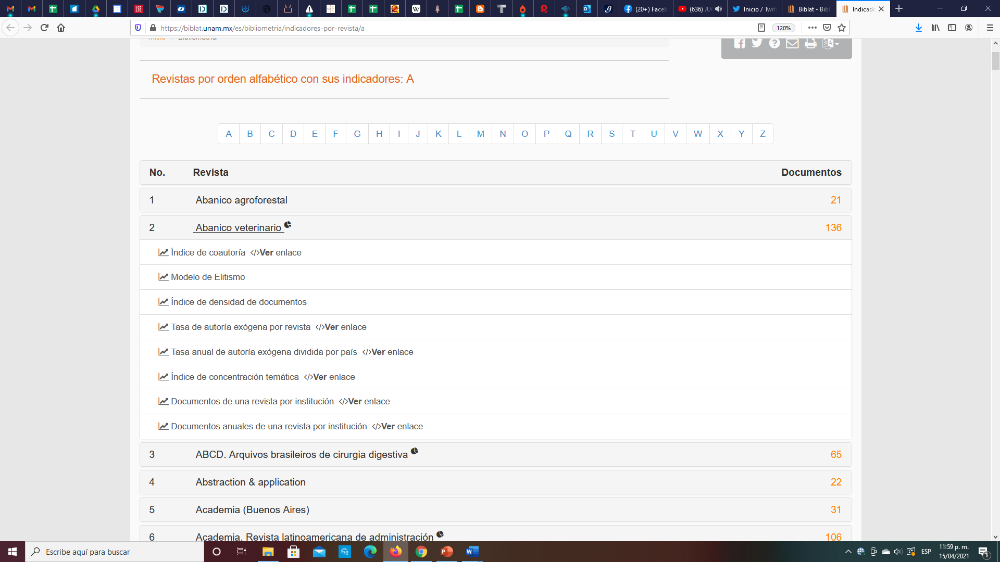 LSE
(20+) Faceb
(636) JU
Inicio / Twit
Biblat - Bibl
Indicado
https://biblat.unam.mx/es/bibliometria/indicadores-por-revista/a
120%
Revistas por orden alfabético con sus indicadores: A
A B C D E F G H I J K L M N O P Q R S T U V W X Y Z
No. Revista Documentos
1 Abanico agroforestal 21
2 Abanico veterinario 136
Índice de coautoría </>Ver enlace
Modelo de Elitismo
Índice de densidad de documentos
Tasa de autoría exógena por revista </>Ver enlace
Tasa anual de autoría exógena dividida por país </>Ver enlace
Índice de concentración temática </>Ver enlace
Documentos de una revista por institución </>Ver enlace
Documentos anuales de una revista por institución </>Ver enlace
3 ABCD. Arquivos brasileiros de cirurgia digestiva 65
4 Abstraction & application 22
5 Academia (Buenos Aires) 31
6 Academia. Revista latinoamericana de administración 106
Escribe aquí para buscar
ESP
11:59 p. m.
15/04/2021
1